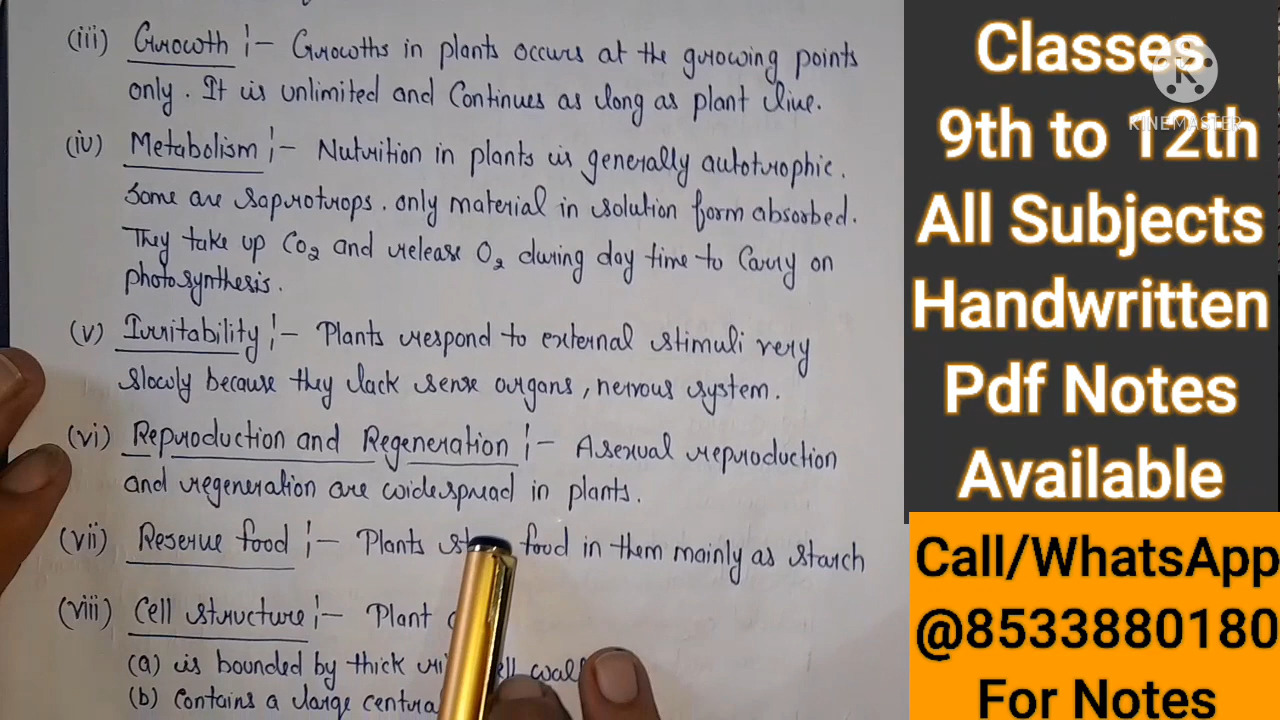 (iii) Growth :- Growths in plants occurs at the growing points
only. It is unlimited and Continues as long as plant live.
(iv) Metabolism :- Nutrition in plants is generally autotrophic.
Some are saprotrops. only material in solution form absorbed.
They take up CO2 and release O2 during day time to Carry on
photosynthesis.
(v) Irritability :- Plants respond to external stimuli very
slowly because they lack sense organs, nervous system.
(vi) Reproduction and Regeneration :- Asexual reproduction
and regeneration are widespread in plants.
(vii) Reserve food :- Plants food in them mainly as starch
(viii) Cell structure :- Plant
(a) is bounded by thick wall
(b) Contains a large
Classes
9th to 12th
All Subjects
Handwritten
Pdf Notes
Available
Call/WhatsApp
@8533880180
For Notes
K
KINEMASTER